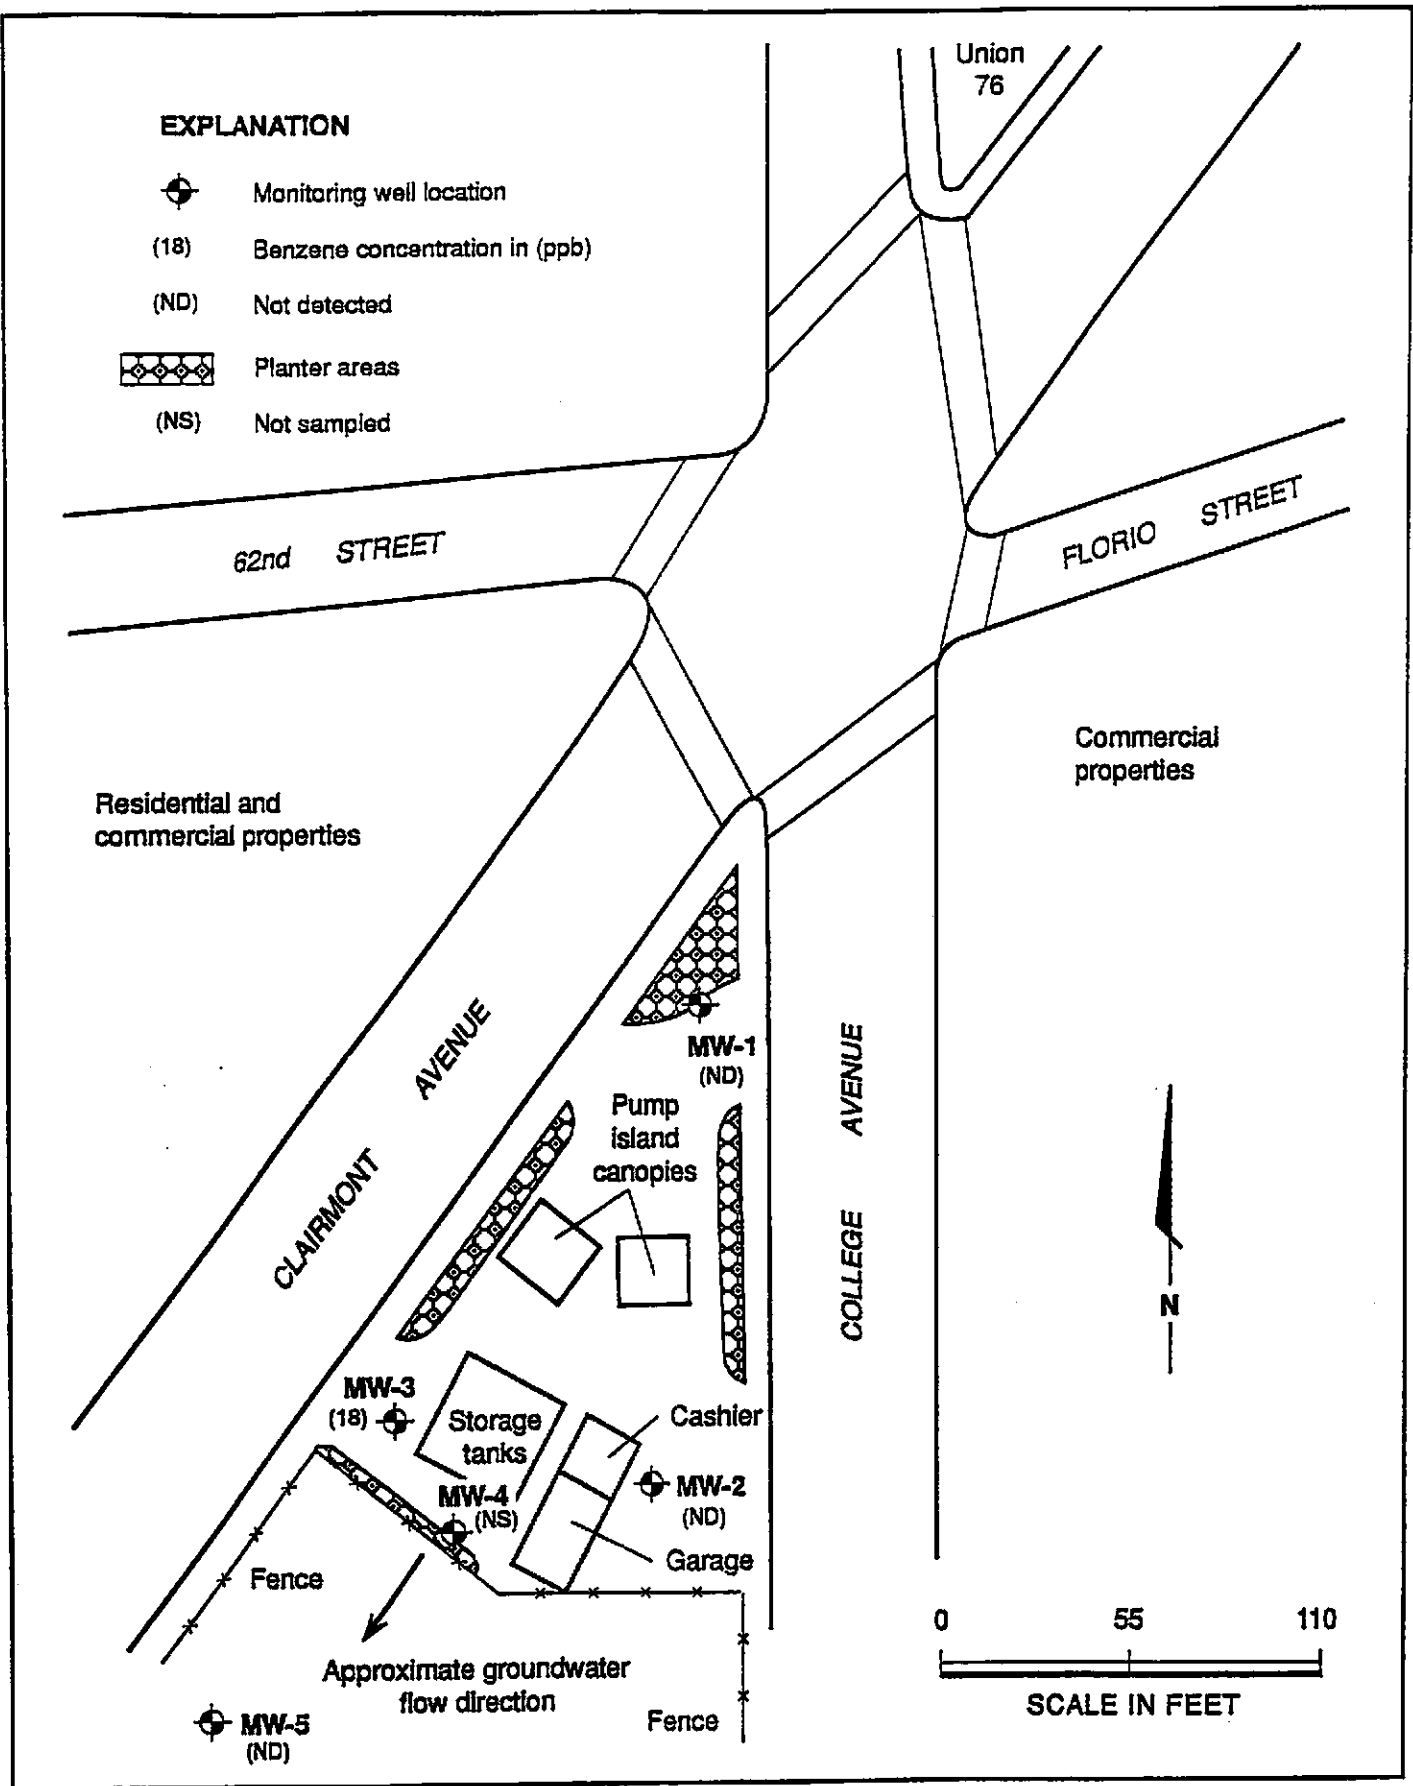 Union
76
EXPLANATION
Monitoring well location
(18) Benzene concentration in (ppb)
(ND) Not detected
Planter areas
(NS) Not sampled
62nd STREET
FLORIO STREET
Commercial
properties
Residential and
commercial properties
CLAIRMONT AVENUE
COLLEGE AVENUE
MW-1
(ND)
Pump
island
canopies
N
MW-3
(18)
Storage
tanks
Cashier
MW-4
(NS)
MW-2
(ND)
Garage
Fence
0 55 110
SCALE IN FEET
Approximate groundwater
flow direction
Fence
MW-5
(ND)